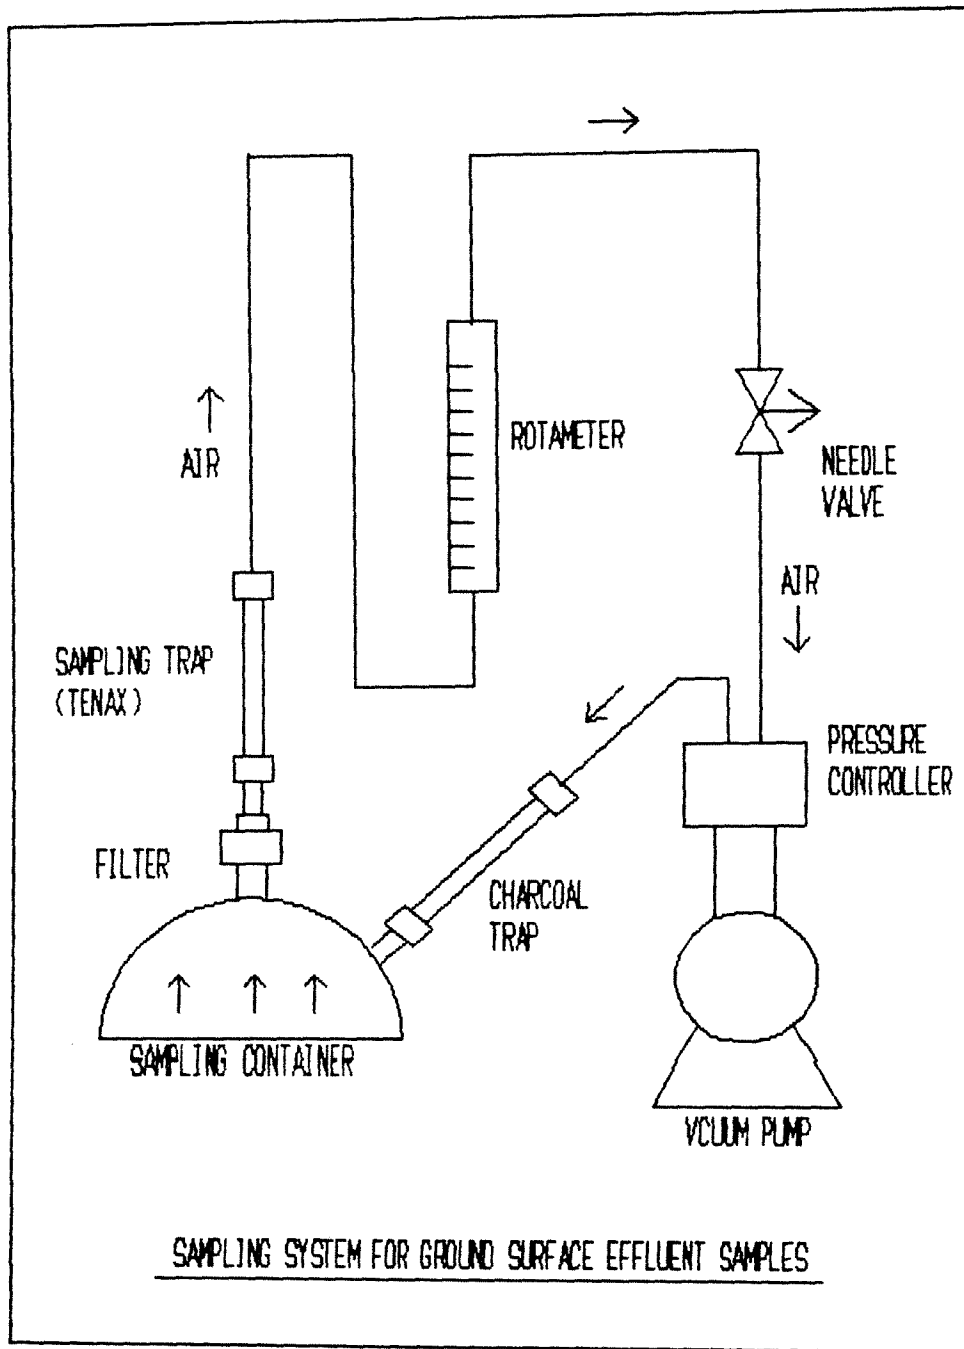 AIR
ROTAMETER
NEEDLE
VALVE
AIR
SAMPLING TRAP
(TENAX)
PRESSURE
CONTROLLER
FILTER
CHARCOAL
TRAP
SAMPLING CONTAINER
VCUUM PUMP
SAMPLING SYSTEM FOR GROUND SURFACE EFFLUENT SAMPLES